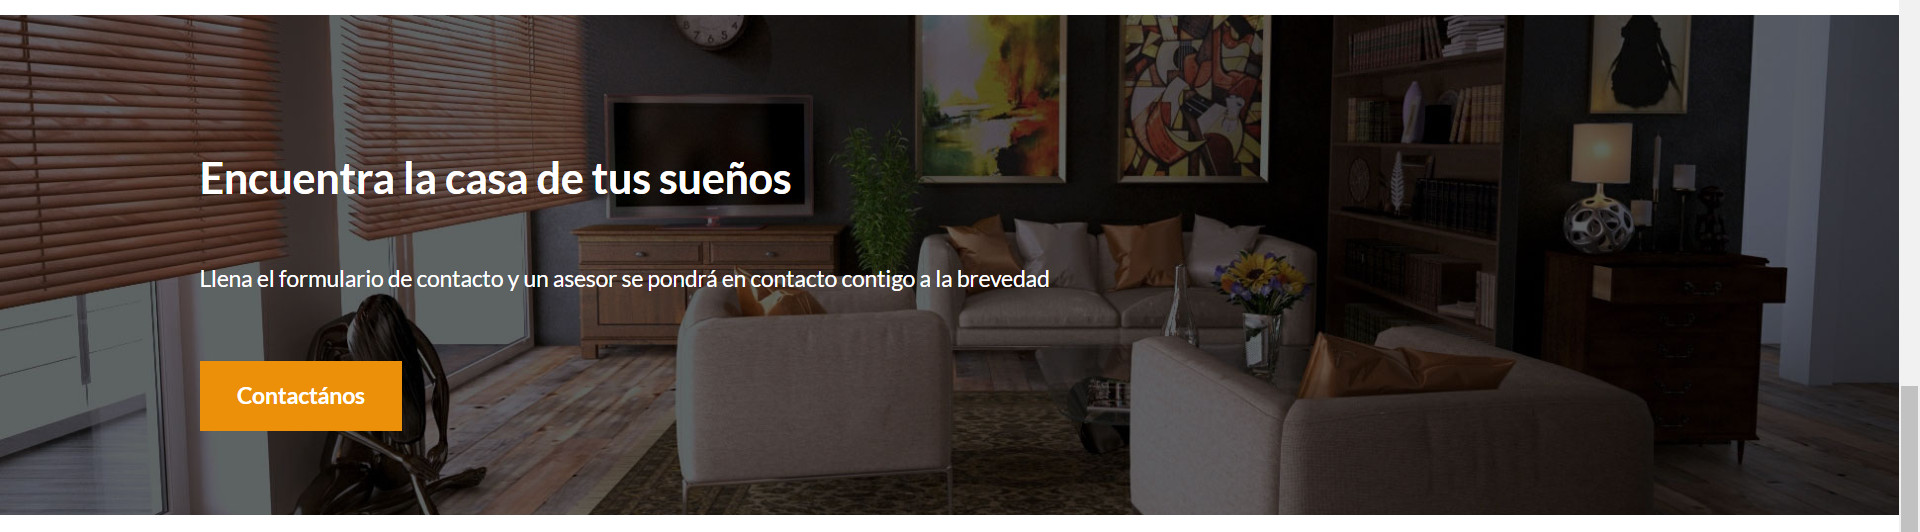 Encuentra la casa de tus sueños
Llena el formulario de contacto y un asesor se pondrá en contacto contigo a la brevedad
Contactános